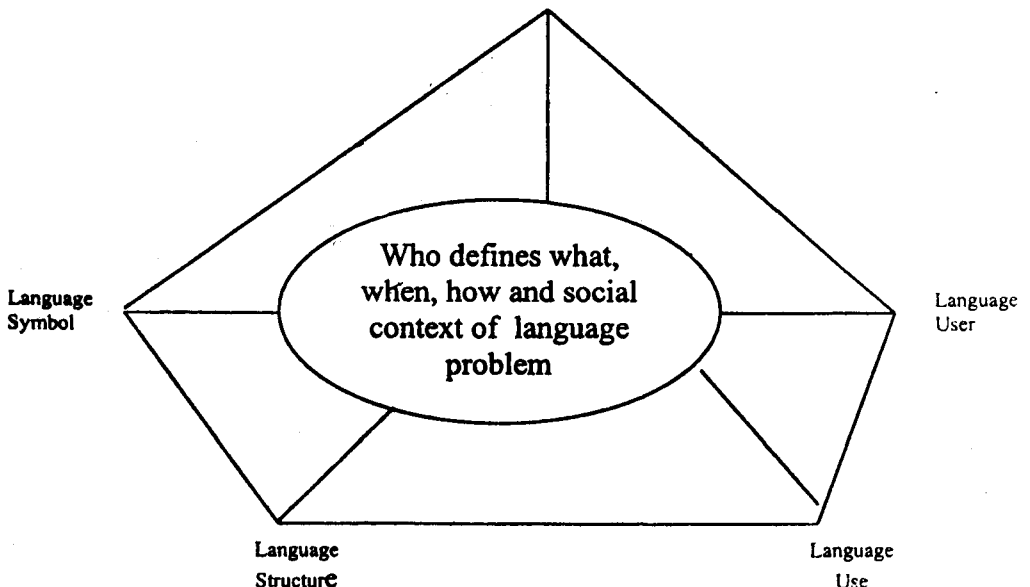 Who defines what,
when, how and social
context of language
problem
Language
Symbol
Language
User
Language
Structure
Language
Use